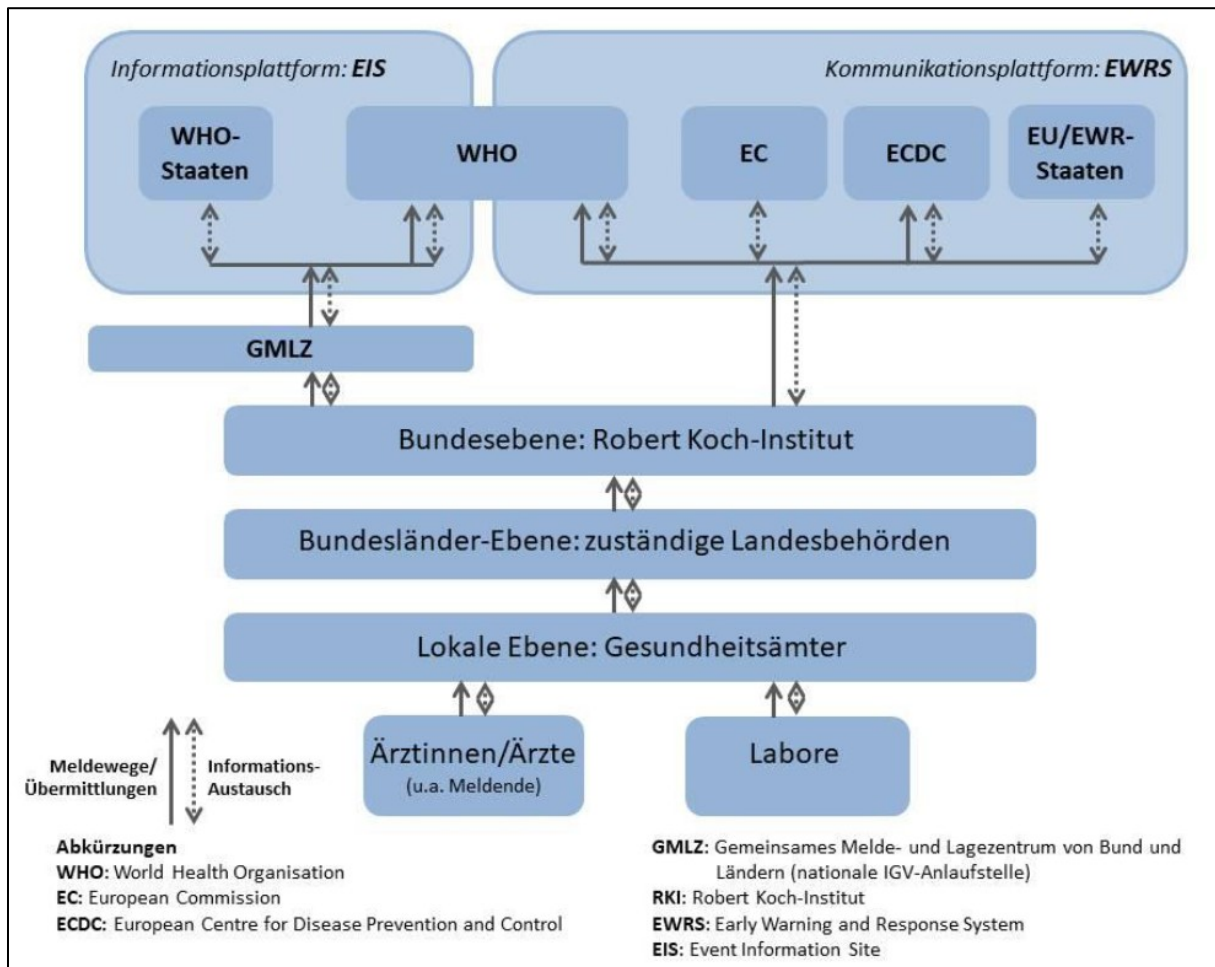 Informationsplattform: EIS
Kommunikationsplattform: EWRS
WHO-
Staaten
WHO
EC
ECDC
EU/EWR-
Staaten
GMLZ
Bundesebene: Robert Koch-Institut
Bundesländer-Ebene: zuständige Landesbehörden
Lokale Ebene: Gesundheitsämter
Ärztinnen/Ärzte
(u.a. Meldende)
Labore
Meldewege/
Übermittlungen
Informations-
Austausch
Abkürzungen
WHO: World Health Organisation
EC: European Commission
ECDC: European Centre for Disease Prevention and Control
GMLZ: Gemeinsames Melde- und Lagezentrum von Bund und
Ländern (nationale IGV-Anlaufstelle)
RKI: Robert Koch-Institut
EWRS: Early Warning and Response System
EIS: Event Information Site